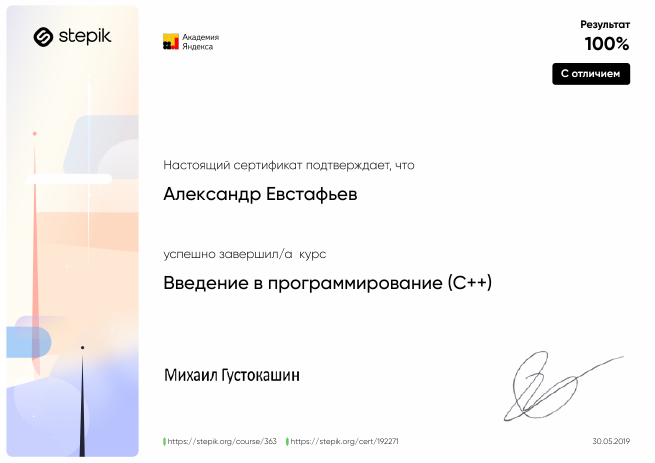 stepik
Академия
Яндекса
Результат
100%
С отличием
Настоящий сертификат подтверждает, что
Александр Евстафьев
успешно завершил/а курс
Введение в программирование (C++)
Михаил Густокашин
https://stepik.org/course/363
https://stepik.org/cert/192271
30.05.2019